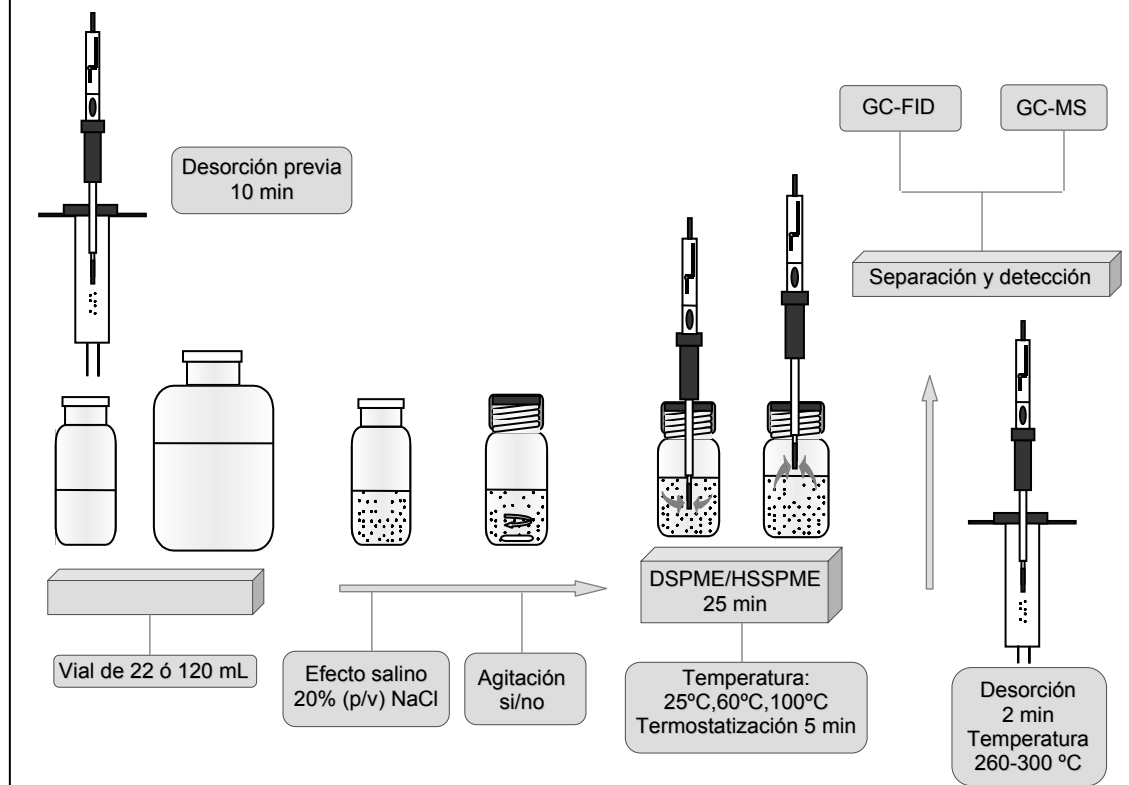 Desorción previa
10 min
Vial de 22 ó 120 mL
Efecto salino
20% (p/v) NaCl
Agitación
si/no
DSPME/HSSPME
25 min
Temperatura:
25ºC,60ºC,100ºC
Termostatización 5 min
GC-FID
GC-MS
Separación y detección
Desorción
2 min
Temperatura
260-300 ºC